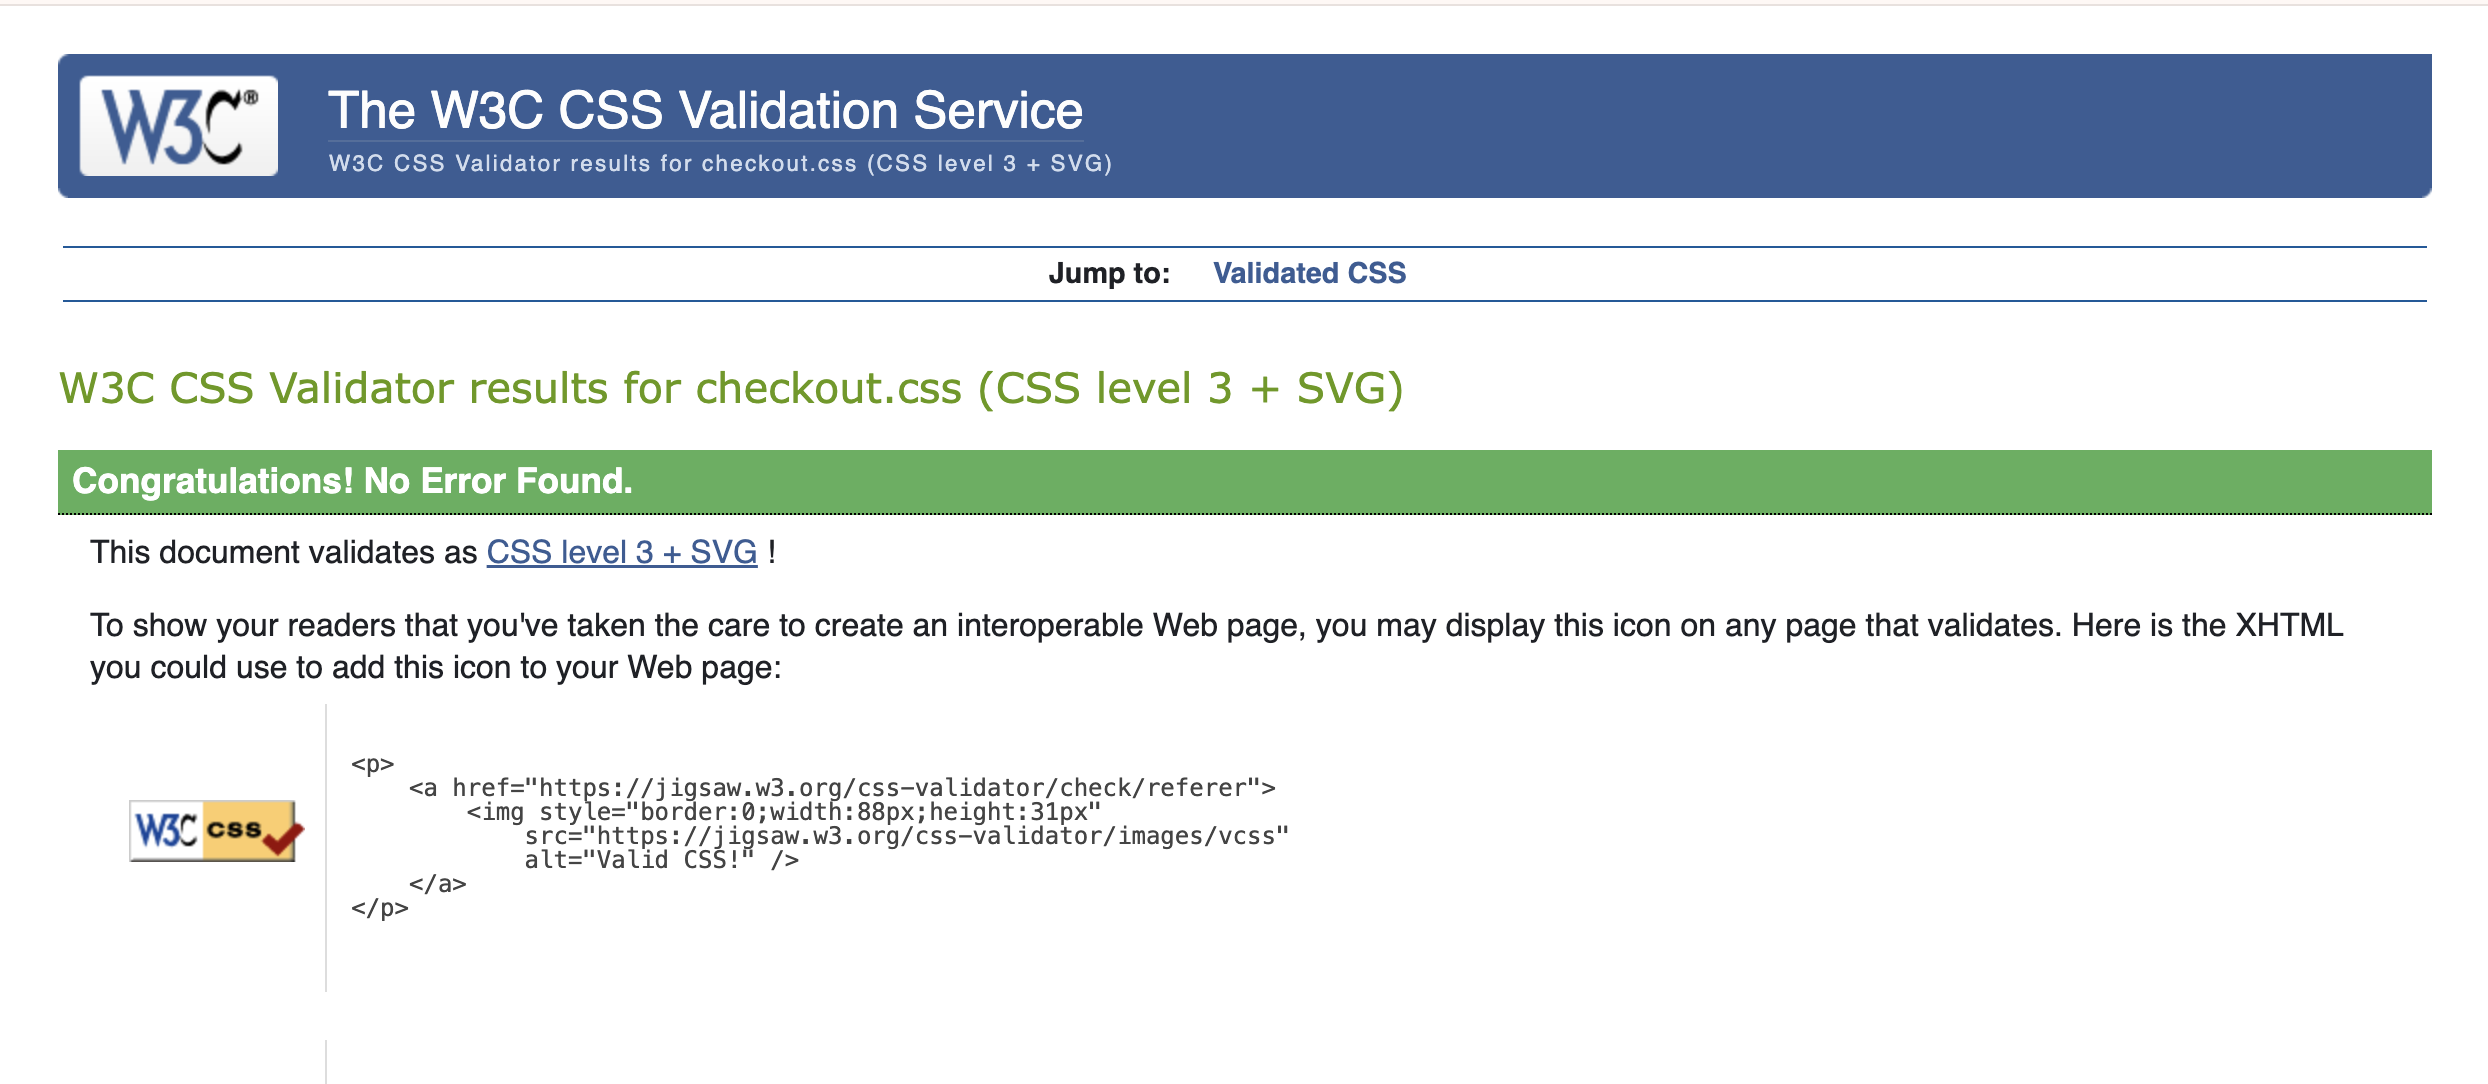 W3C®
The W3C CSS Validation Service
W3C CSS Validator results for checkout.css (CSS level 3 + SVG)
Jump to: Validated CSS
W3C CSS Validator results for checkout.css (CSS level 3 + SVG)
Congratulations! No Error Found.
This document validates as CSS level 3 + SVG !
To show your readers that you've taken the care to create an interoperable Web page, you may display this icon on any page that validates. Here is the XHTML
you could use to add this icon to your Web page:
W3C css
<p>
    <a href="https://jigsaw.w3.org/css-validator/check/referer">
        <img style="border:0;width:88px;height:31px"
            src="https://jigsaw.w3.org/css-validator/images/vcss"
            alt="Valid CSS!" />
    </a>
</p>